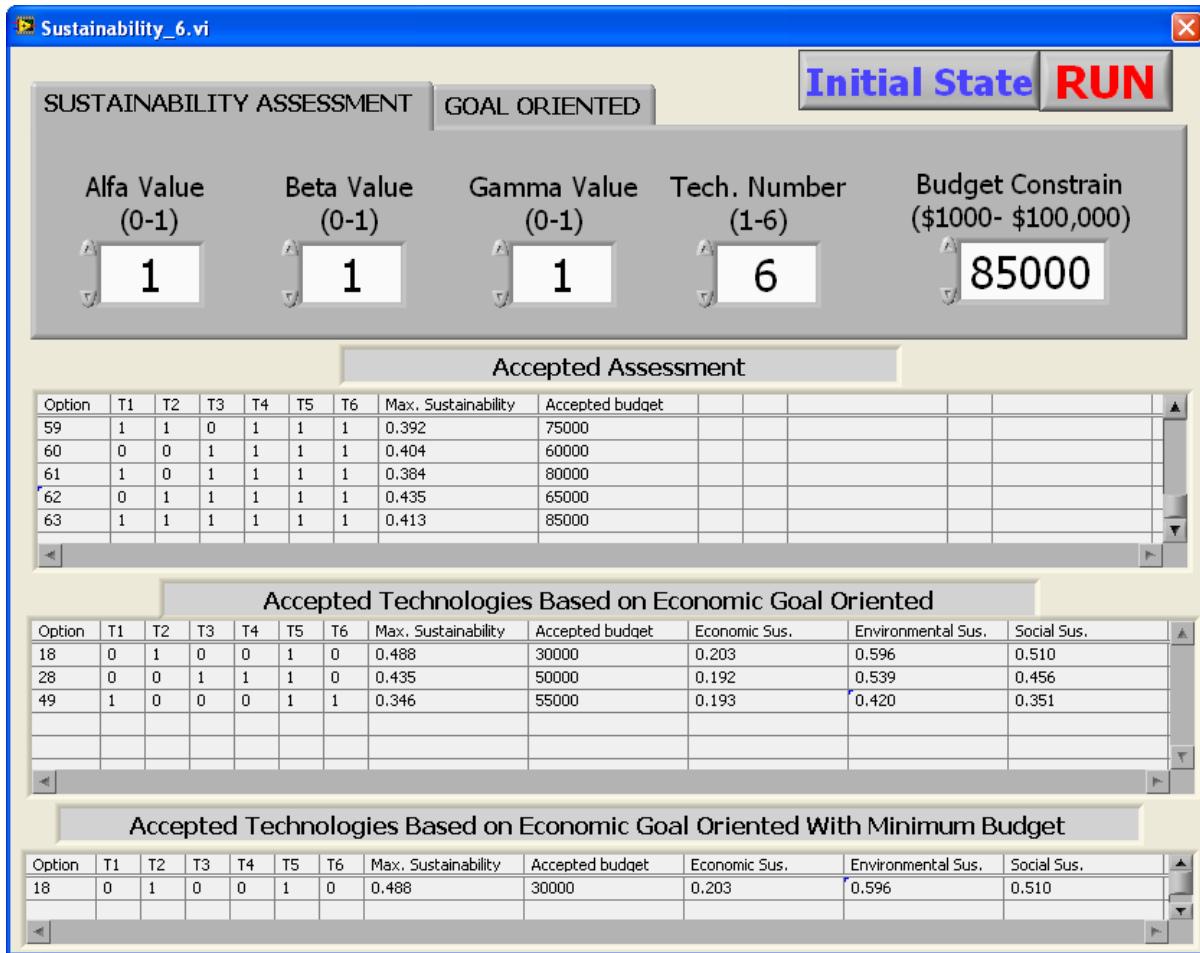 Sustainability_6.vi
Initial State RUN
SUSTAINABILITY ASSESSMENT GOAL ORIENTED
Alfa Value Beta Value Gamma Value Tech. Number Budget Constrain
(0-1) (0-1) (0-1) (1-6) ($1000- $100,000)
1 1 1 6 85000
Accepted Assessment
Option T1 T2 T3 T4 T5 T6 Max. Sustainability Accepted budget
59 1 1 0 1 1 1 0.392 75000
60 0 0 1 1 1 1 0.404 60000
61 1 0 1 1 1 1 0.384 80000
62 0 1 1 1 1 1 0.435 65000
63 1 1 1 1 1 1 0.413 85000
Accepted Technologies Based on Economic Goal Oriented
Option T1 T2 T3 T4 T5 T6 Max. Sustainability Accepted budget Economic Sus. Environmental Sus. Social Sus.
18 0 1 0 0 1 0 0.488 30000 0.203 0.596 0.510
28 0 0 1 1 1 0 0.435 50000 0.192 0.539 0.456
49 1 0 0 0 1 1 0.346 55000 0.193 0.420 0.351
Accepted Technologies Based on Economic Goal Oriented With Minimum Budget
Option T1 T2 T3 T4 T5 T6 Max. Sustainability Accepted budget Economic Sus. Environmental Sus. Social Sus.
18 0 1 0 0 1 0 0.488 30000 0.203 0.596 0.510